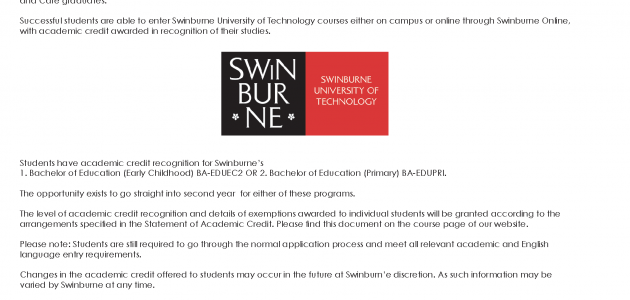 and Care graduates.
Successful students are able to enter Swinburne University of Technology courses either on campus or online through Swinburne Online,
with academic credit awarded in recognition of their studies.
SWiN
BUR
NE
SWINBURNE
UNIVERSITY OF
TECHNOLOGY
Students have academic credit recognition for Swinburne's
1. Bachelor of Education (Early Childhood) BA-EDUEC2 OR 2. Bachelor of Education (Primary) BA-EDUPRI.
The opportunity exists to go straight into second year for either of these programs.
The level of academic credit recognition and details of exemptions awarded to individual students will be granted according to the
arrangements specified in the Statement of Academic Credit. Please find this document on the course page of our website.
Please note: Students are still required to go through the normal application process and meet all relevant academic and English
language entry requirements.
Changes in the academic credit offered to students may occur in the future at Swinburn'e discretion. As such information may be
varied by Swinburne at any time.